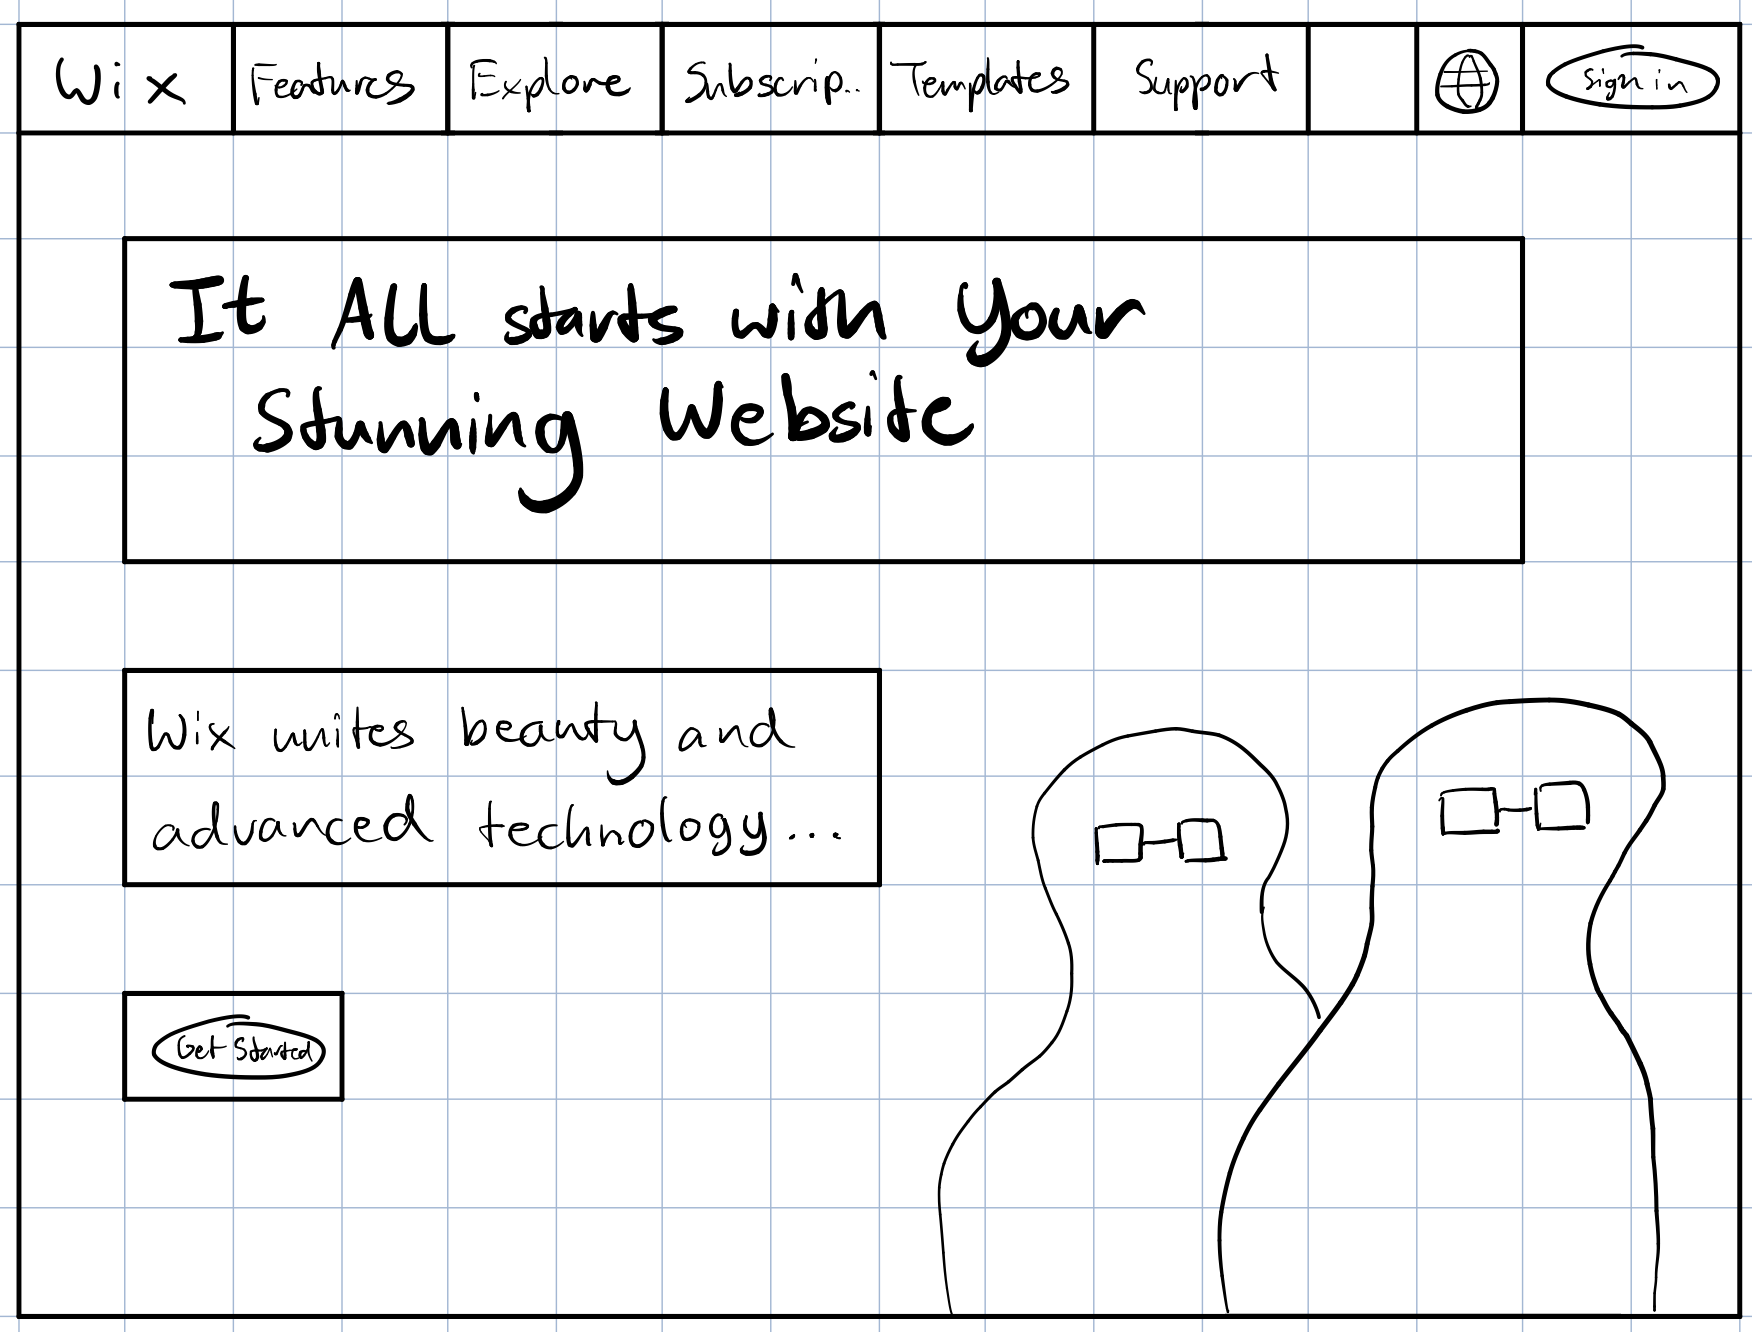 Wix Features Explore Subscrip.. Templates Support Sign in
It ALL starts with Your
Stunning Website
Wix unites beauty and
advanced technology...
Get Started